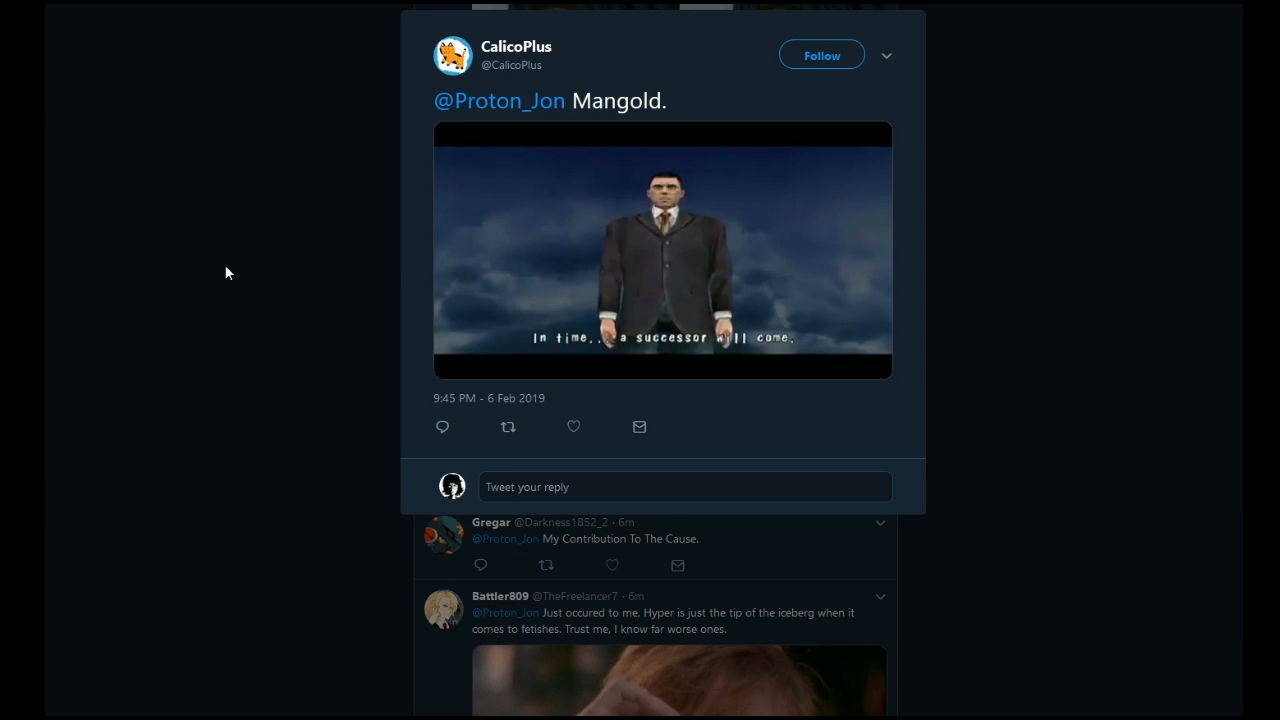 CalicoPlus
@CalicoPlus
Follow
@Proton_Jon Mangold.
In time.. a successor will come.
9:45 PM - 6 Feb 2019
Tweet your reply
Gregar @Darkness1852_2 · 6m
@Proton_Jon My Contribution To The Cause.
Battler809 @TheFreelancer7 · 6m
@Proton_Jon Just occured to me, Hyper is just the tip of the iceberg when it
comes to fetishes. Trust me, I know far worse ones.